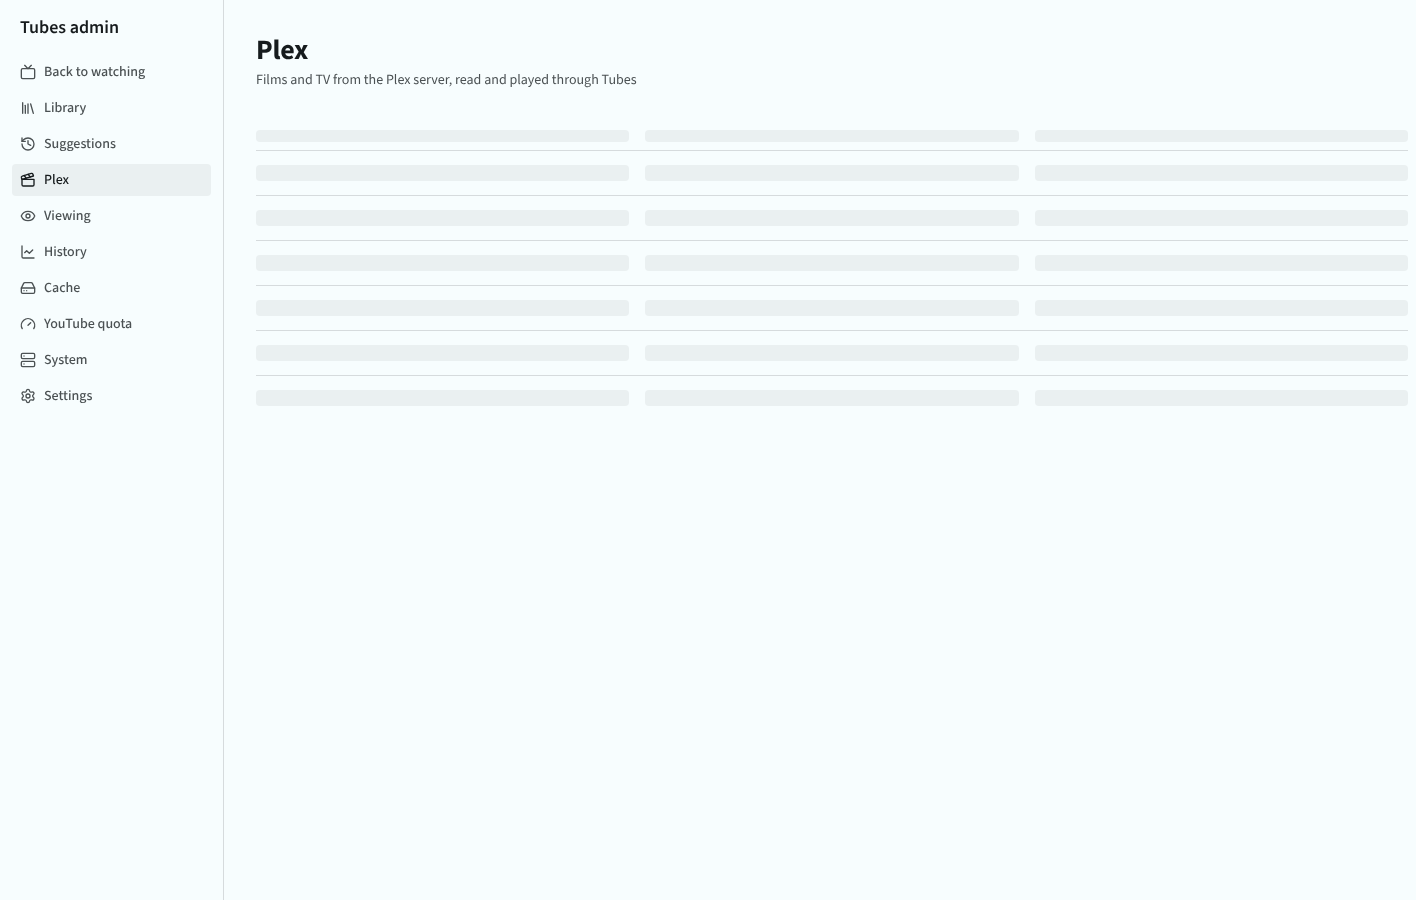 Tubes admin
Back to watching
Library
Suggestions
Plex
Viewing
History
Cache
YouTube quota
System
Settings
Plex
Films and TV from the Plex server, read and played through Tubes